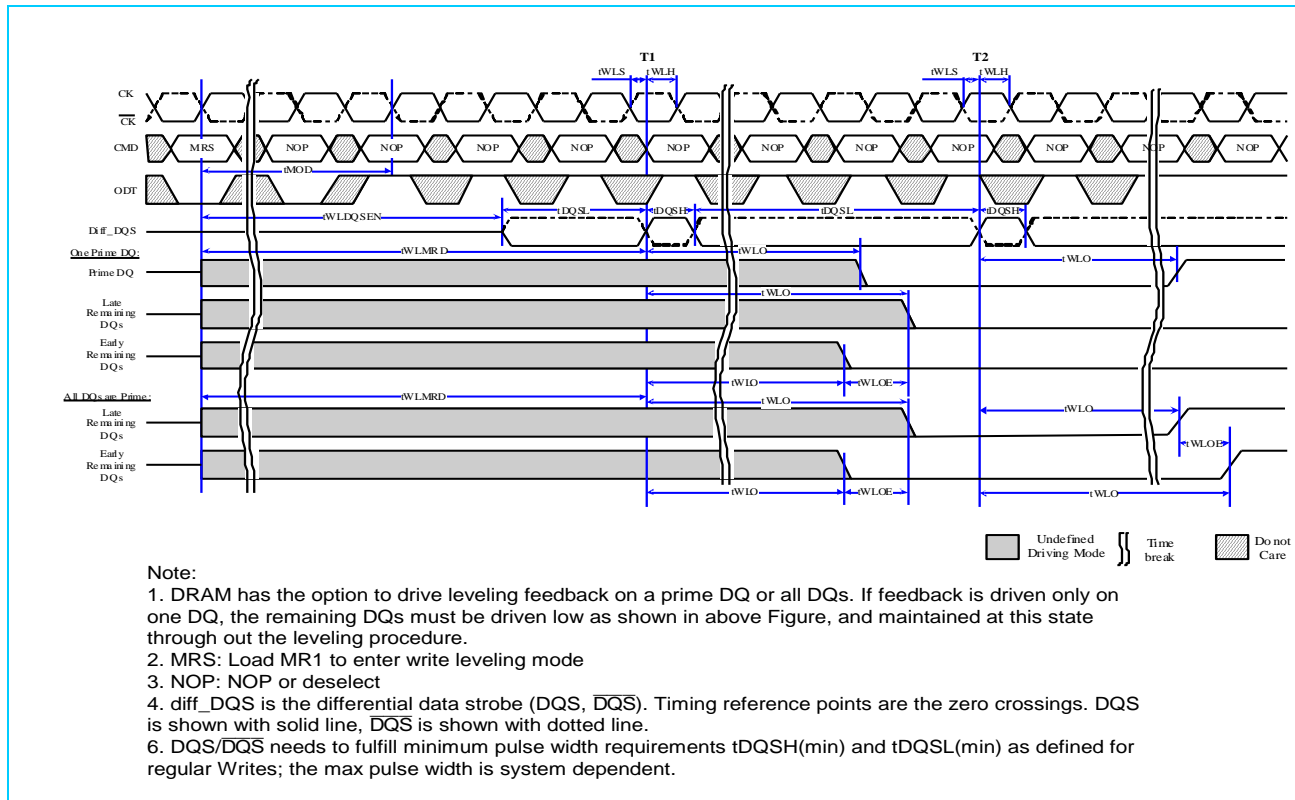 T1 T2
tWLS tWLH tWLS tWLH
CK
C̅K̅
CMD MRS NOP NOP NOP NOP NOP NOP NOP NOP NOP NOP NOP
tMOD
ODT
tWLDQSEN tDQSL tDQSH tDQSL tDQSH
Diff_DQS
One Prime DQ: tWLMRD tWLO tWLO
Prime DQ
tWLO
Late
Remaining
DQs
Early
Remaining
DQs
tWLO tWLOE
All DQs are Prime: tWLMRD tWLO
Late
Remaining
DQs
tWLO
tWLOE
Early
Remaining
DQs
tWLO tWLOE tWLO
Undefined
Driving Mode
Time
break
Do not
Care
Note:
1. DRAM has the option to drive leveling feedback on a prime DQ or all DQs. If feedback is driven only on
one DQ, the remaining DQs must be driven low as shown in above Figure, and maintained at this state
through out the leveling procedure.
2. MRS: Load MR1 to enter write leveling mode
3. NOP: NOP or deselect
4. diff_DQS is the differential data strobe (DQS, D̅Q̅S̅). Timing reference points are the zero crossings. DQS
is shown with solid line, D̅Q̅S̅ is shown with dotted line.
6. DQS/D̅Q̅S̅ needs to fulfill minimum pulse width requirements tDQSH(min) and tDQSL(min) as defined for
regular Writes; the max pulse width is system dependent.